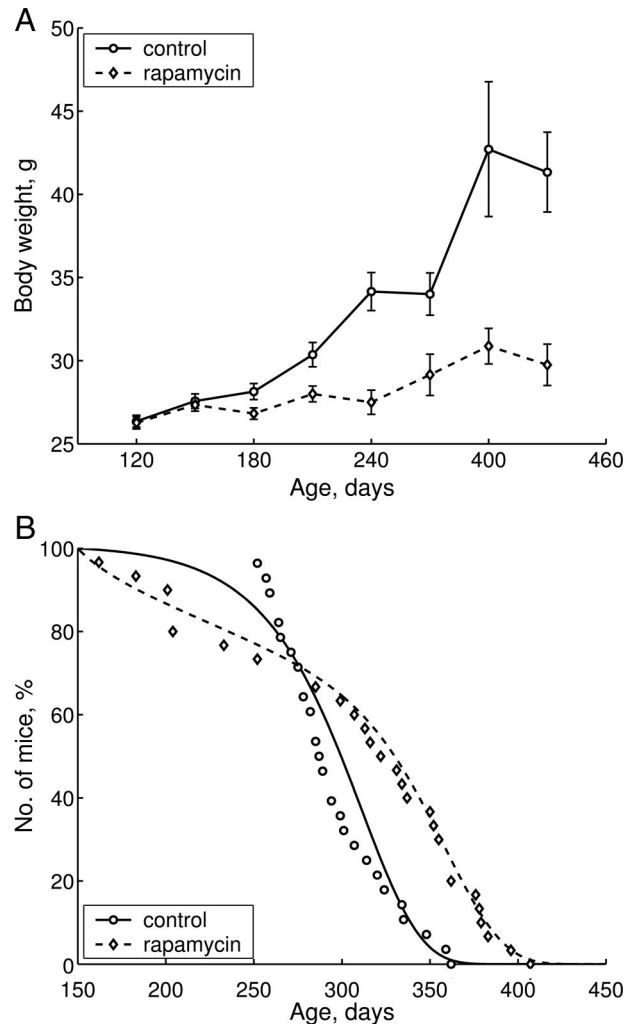 A
50
control
rapamycin
45
40
35
30
25
Body weight, g
120 180 240 400 460
Age, days
B
100
80
60
40
20
0
No. of mice, %
control
rapamycin
150 200 250 300 350 400 450
Age, days